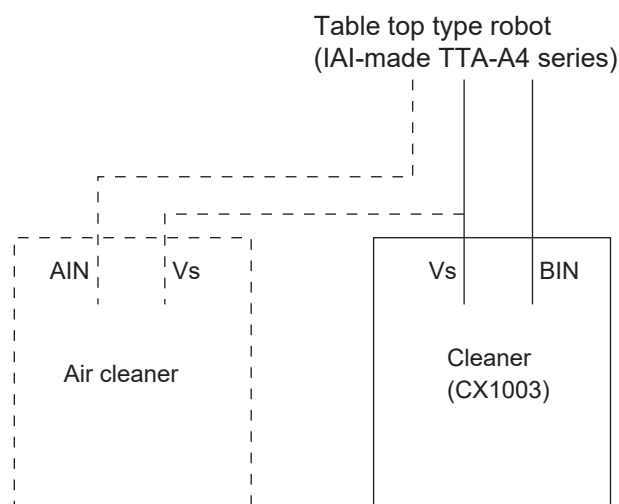 Table top type robot
(IAI-made TTA-A4 series)
AIN
Vs
Vs
BIN
Air cleaner
Cleaner
(CX1003)